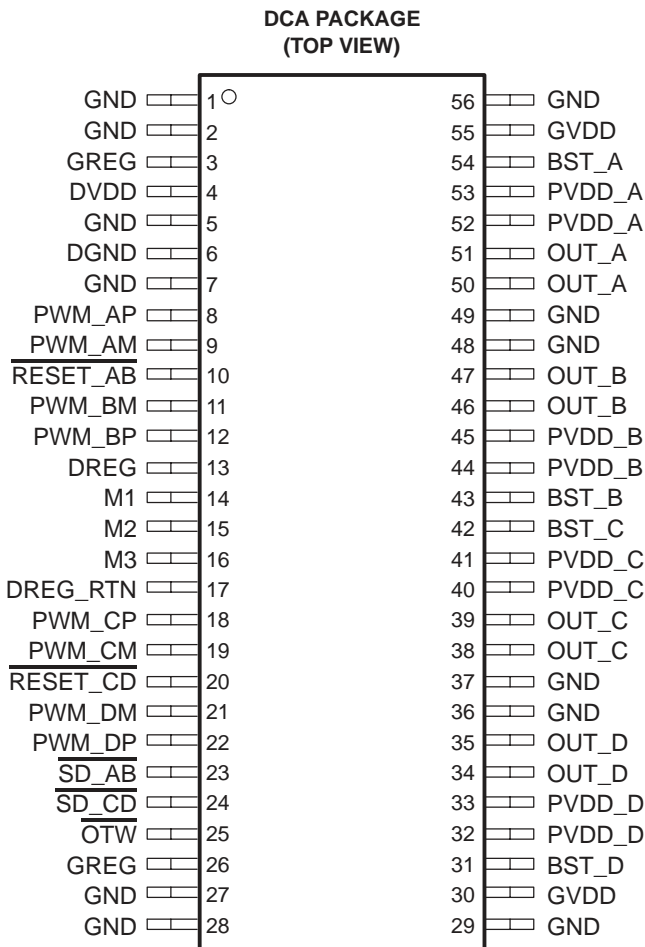 DCA PACKAGE
(TOP VIEW)
GND 1 56 GND
GND 2 55 GVDD
GREG 3 54 BST_A
DVDD 4 53 PVDD_A
GND 5 52 PVDD_A
DGND 6 51 OUT_A
GND 7 50 OUT_A
PWM_AP 8 49 GND
PWM_AM 9 48 GND
RESET_AB 10 47 OUT_B
PWM_BM 11 46 OUT_B
PWM_BP 12 45 PVDD_B
DREG 13 44 PVDD_B
M1 14 43 BST_B
M2 15 42 BST_C
M3 16 41 PVDD_C
DREG_RTN 17 40 PVDD_C
PWM_CP 18 39 OUT_C
PWM_CM 19 38 OUT_C
RESET_CD 20 37 GND
PWM_DM 21 36 GND
PWM_DP 22 35 OUT_D
SD_AB 23 34 OUT_D
SD_CD 24 33 PVDD_D
OTW 25 32 PVDD_D
GREG 26 31 BST_D
GND 27 30 GVDD
GND 28 29 GND